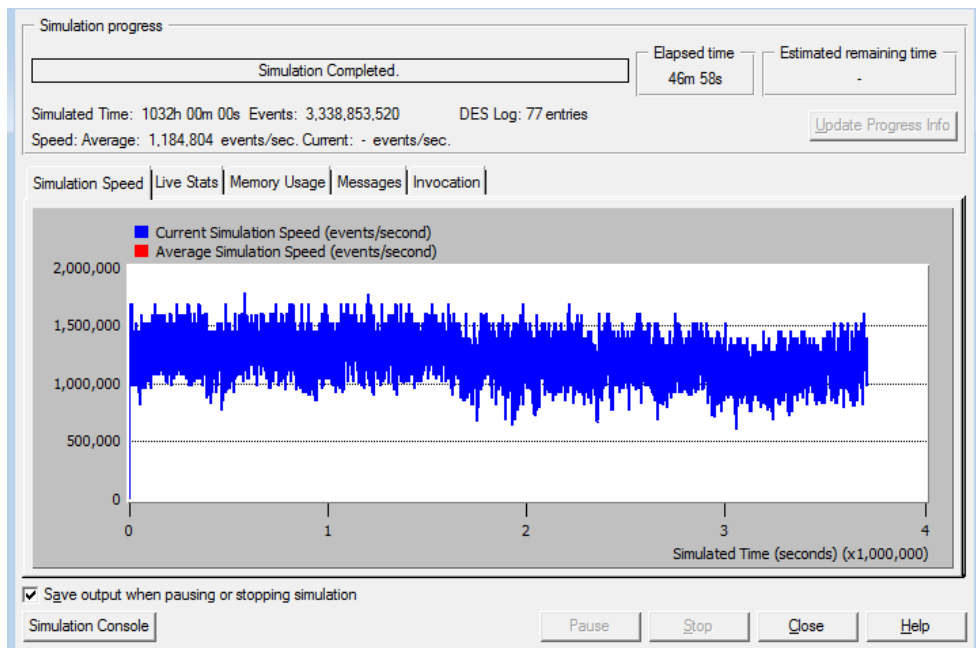 Simulation progress
Simulation Completed.
Elapsed time
46m 58s
Estimated remaining time
-
Simulated Time: 1032h 00m 00s Events: 3,338,853,520 DES Log: 77 entries
Speed: Average: 1,184,804 events/sec. Current: - events/sec.
Update Progress Info
Simulation Speed Live Stats Memory Usage Messages Invocation
Current Simulation Speed (events/second)
Average Simulation Speed (events/second)
2,000,000
1,500,000
1,000,000
500,000
0
0 1 2 3 4
Simulated Time (seconds) (x1,000,000)
Save output when pausing or stopping simulation
Simulation Console Pause Stop Close Help